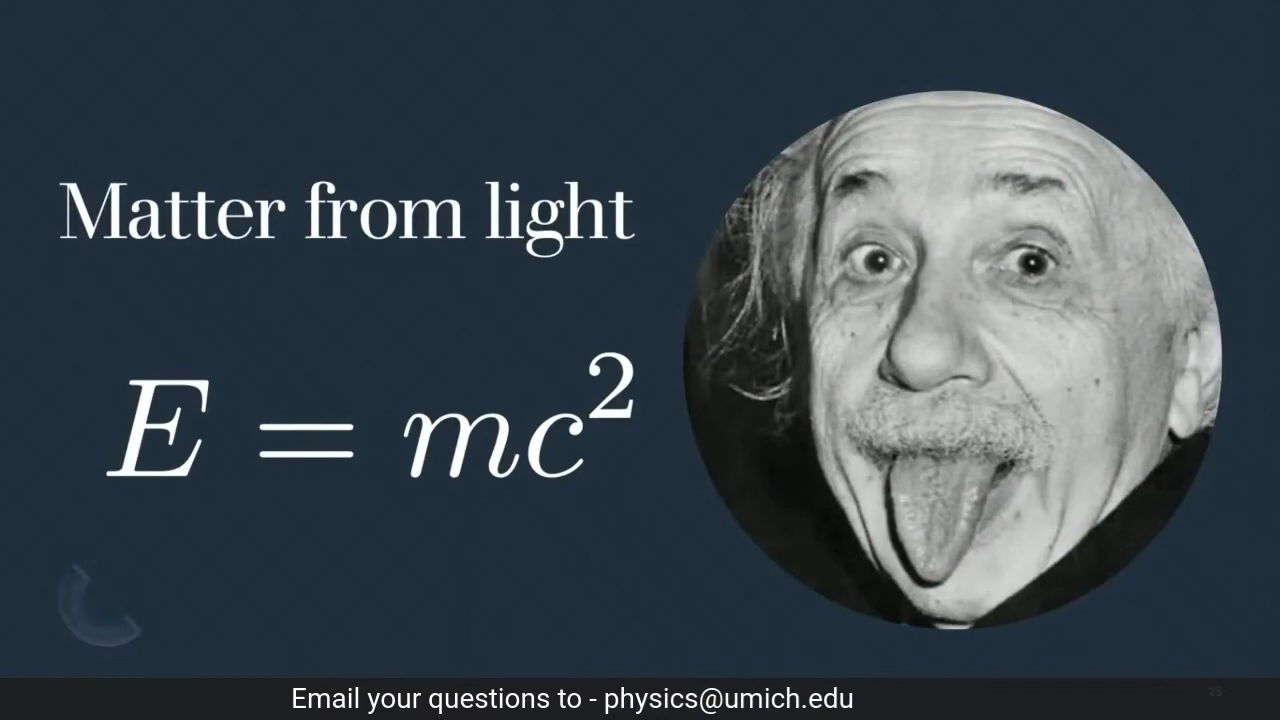 Matter from light
E = mc²
Email your questions to - physics@umich.edu